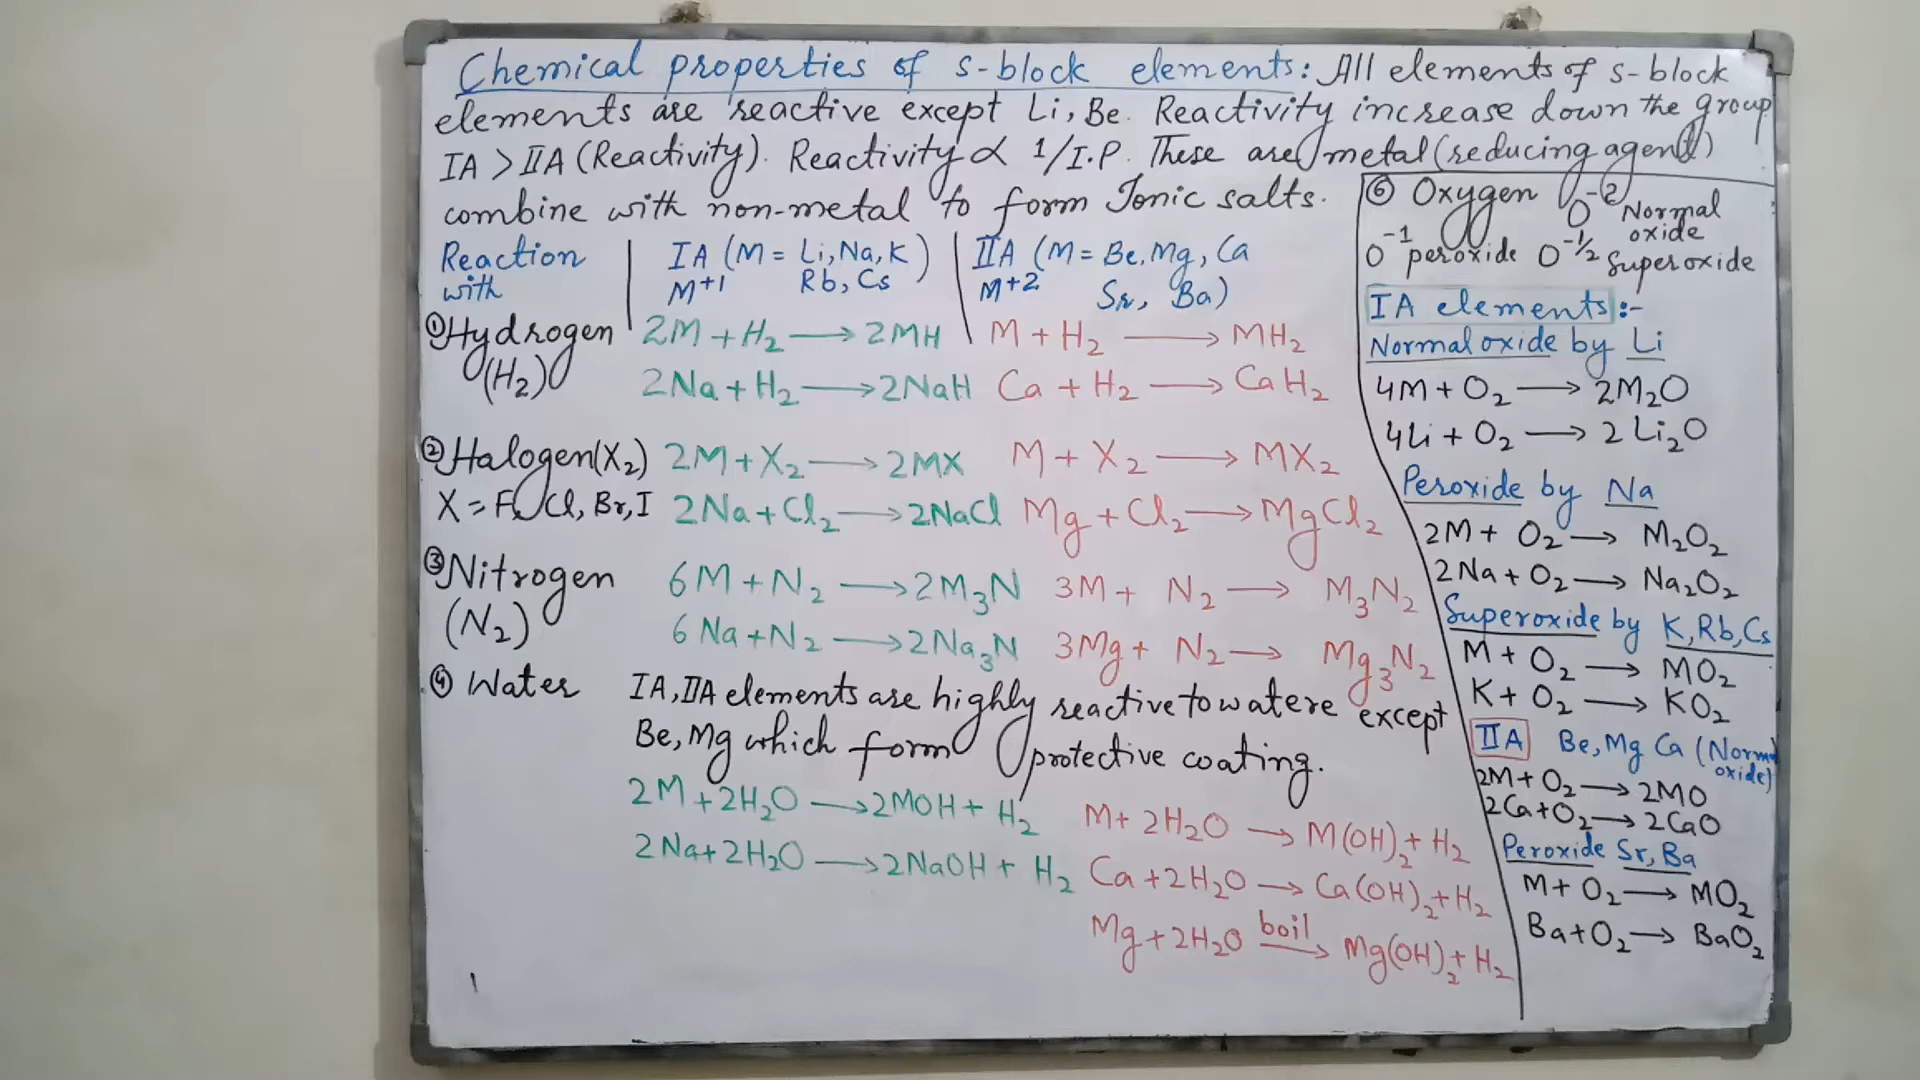 Chemical properties of s-block elements: All elements of s-block
elements are reactive except Li, Be. Reactivity increase down the group
IA > IIA (Reactivity). Reactivity ∝ 1/I.P. These are metal (reducing agent)
combine with non-metal to form Ionic salts.
Reaction with | IA (M = Li, Na, K Rb, Cs) M+1 | IIA (M = Be, Mg, Ca Sr, Ba) M+2
① Hydrogen 2M + H₂ → 2MH M + H₂ → MH₂
(H₂) 2Na + H₂ → 2NaH Ca + H₂ → CaH₂
② Halogen (X₂) 2M + X₂ → 2MX M + X₂ → MX₂
X = F, Cl, Br, I 2Na + Cl₂ → 2NaCl Mg + Cl₂ → MgCl₂
③ Nitrogen 6M + N₂ → 2M₃N 3M + N₂ → M₃N₂
(N₂) 6Na + N₂ → 2Na₃N 3Mg + N₂ → Mg₃N₂
④ Water IA, IIA elements are highly reactive to watere except
Be, Mg which form protective coating.
2M + 2H₂O → 2MOH + H₂ M + 2H₂O → M(OH)₂ + H₂
2Na + 2H₂O → 2NaOH + H₂ Ca + 2H₂O → Ca(OH)₂ + H₂
Mg + 2H₂O boil → Mg(OH)₂ + H₂
⑥ Oxygen O⁻² Normal oxide
O⁻¹ peroxide O⁻¹/² Superoxide
IA elements :-
Normal oxide by Li
4M + O₂ → 2M₂O
4Li + O₂ → 2Li₂O
Peroxide by Na
2M + O₂ → M₂O₂
2Na + O₂ → Na₂O₂
Superoxide by K, Rb, Cs
M + O₂ → MO₂
K + O₂ → KO₂
IIA Be, Mg Ca (Normal oxide)
2M + O₂ → 2MO
2Ca + O₂ → 2CaO
Peroxide Sr, Ba
M + O₂ → MO₂
Ba + O₂ → BaO₂